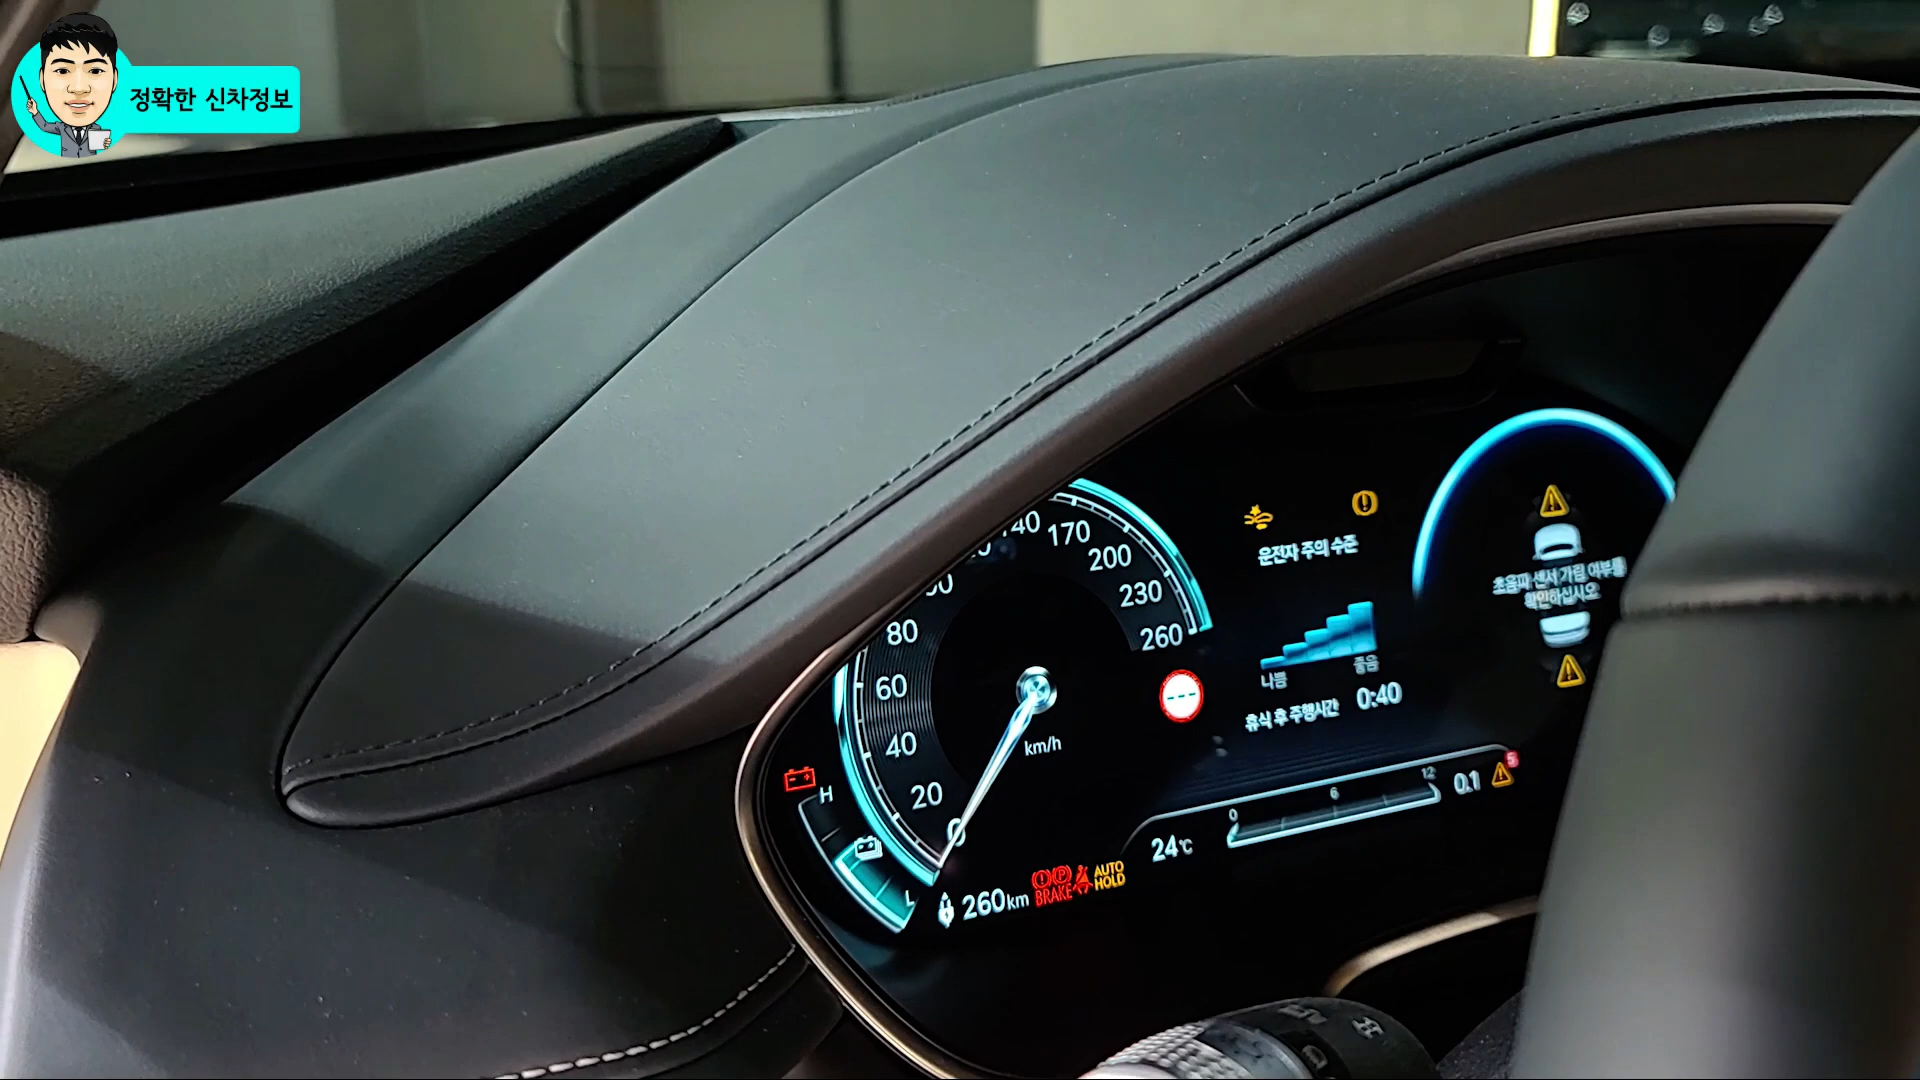 정확한 신차정보
140
170
200
230
260
80
60
40
20
0
km/h
운전자 주의 수준
나쁨
좋음
휴식 후 주행시간 0:40
초음파 센서 가림 여부를
확인하십시오
H
L
260km
BRAKE
AUTO
HOLD
24℃
0
6
12
0.1
5